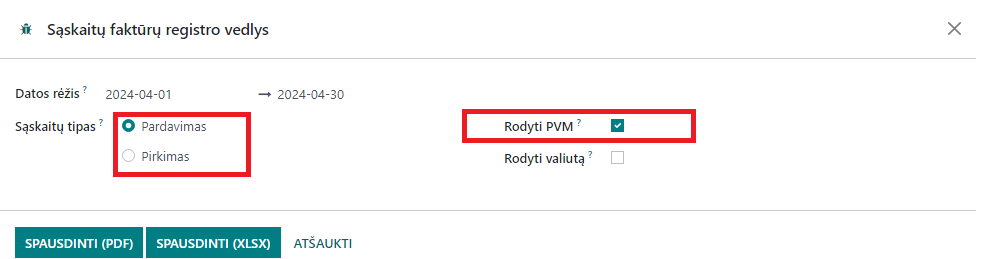 Sąskaitų faktūrų registro vedlys
Datos rėžis ? 2024-04-01 → 2024-04-30
Sąskaitų tipas ? Pardavimas Rodyti PVM ?
Pirkimas Rodyti valiutą ?
SPAUSDINTI (PDF) SPAUSDINTI (XLSX) ATŠAUKTI